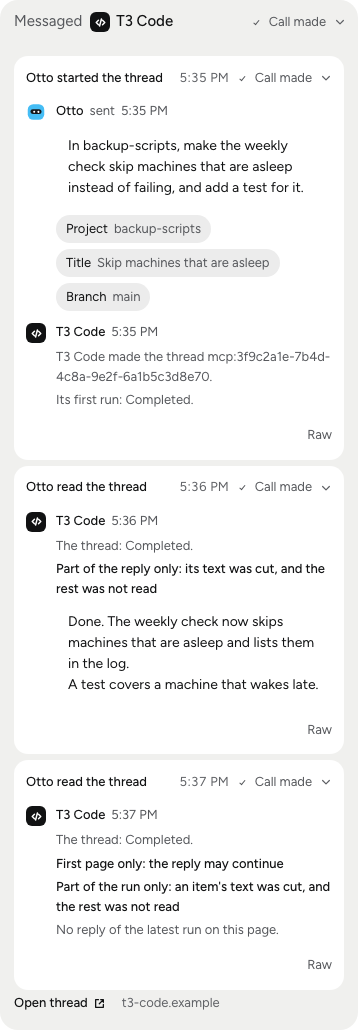 Messaged T3 Code Call made
Otto started the thread 5:35 PM Call made
Otto sent 5:35 PM
In backup-scripts, make the weekly
check skip machines that are asleep
instead of failing, and add a test for it.
Project backup-scripts
Title Skip machines that are asleep
Branch main
T3 Code 5:35 PM
T3 Code made the thread mcp:3f9c2a1e-7b4d-
4c8a-9e2f-6a1b5c3d8e70.
Its first run: Completed.
Raw
Otto read the thread 5:36 PM Call made
T3 Code 5:36 PM
The thread: Completed.
Part of the reply only: its text was cut, and the
rest was not read
Done. The weekly check now skips
machines that are asleep and lists them
in the log.
A test covers a machine that wakes late.
Raw
Otto read the thread 5:37 PM Call made
T3 Code 5:37 PM
The thread: Completed.
First page only: the reply may continue
Part of the run only: an item's text was cut, and
the rest was not read
No reply of the latest run on this page.
Raw
Open thread t3-code.example